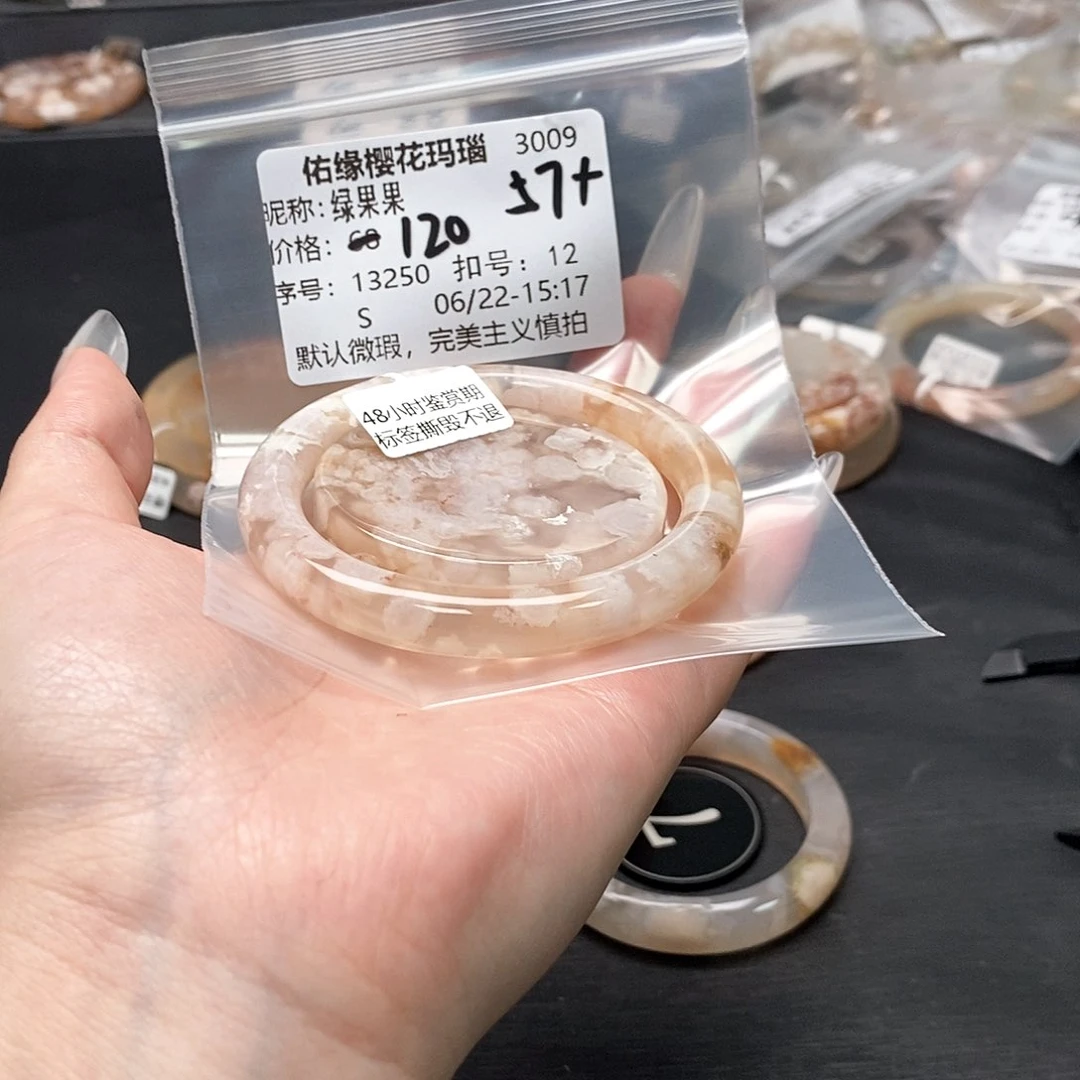 佑缘樱花玛瑙 3009
昵称：绿果果 57+
价格：68 120
序号：13250 扣号：12
S 06/22-15:17
默认微瑕，完美主义慎拍
48小时鉴赏期
标签撕毁不退